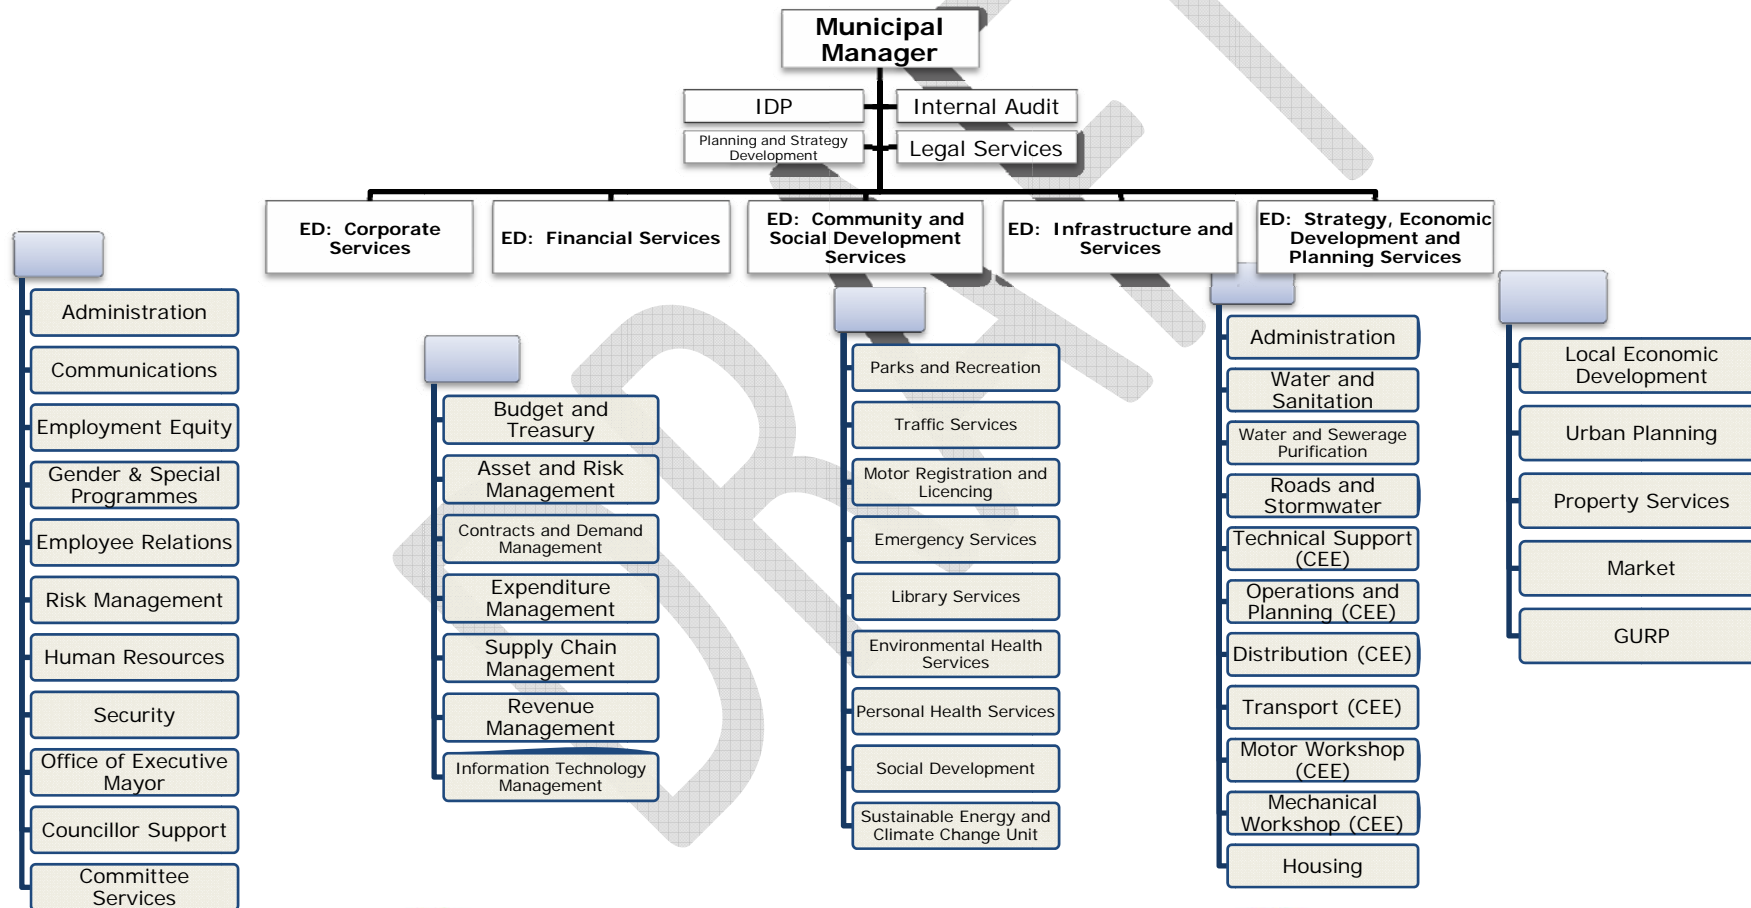 Municipal
Manager
IDP
Internal Audit
Planning and Strategy
Development
Legal Services
ED: Corporate
Services
ED: Financial Services
ED: Community and
Social Development
Services
ED: Infrastructure and
Services
ED: Strategy, Economic
Development and
Planning Services
Administration
Communications
Employment Equity
Gender & Special
Programmes
Employee Relations
Risk Management
Human Resources
Security
Office of Executive
Mayor
Councillor Support
Committee
Services
Budget and
Treasury
Asset and Risk
Management
Contracts and Demand
Management
Expenditure
Management
Supply Chain
Management
Revenue
Management
Information Technology
Management
Parks and Recreation
Traffic Services
Motor Registration and
Licencing
Emergency Services
Library Services
Environmental Health
Services
Personal Health Services
Social Development
Sustainable Energy and
Climate Change Unit
Administration
Water and
Sanitation
Water and Sewerage
Purification
Roads and
Stormwater
Technical Support
(CEE)
Operations and
Planning (CEE)
Distribution (CEE)
Transport (CEE)
Motor Workshop
(CEE)
Mechanical
Workshop (CEE)
Housing
Local Economic
Development
Urban Planning
Property Services
Market
GURP
DRAFT